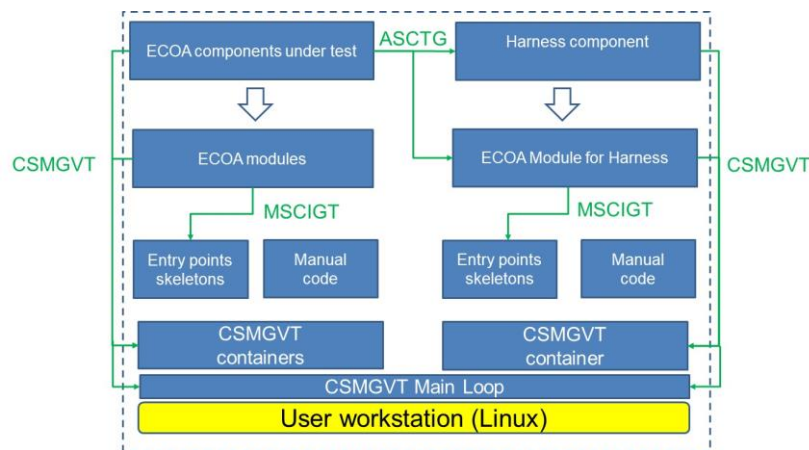 ECOA components under test
ASCTG
Harness component
CSMGVT
ECOA modules
ECOA Module for Harness
CSMGVT
MSCIGT
MSCIGT
Entry points
skeletons
Manual
code
Entry points
skeletons
Manual
code
CSMGVT
containers
CSMGVT
container
CSMGVT Main Loop
User workstation (Linux)